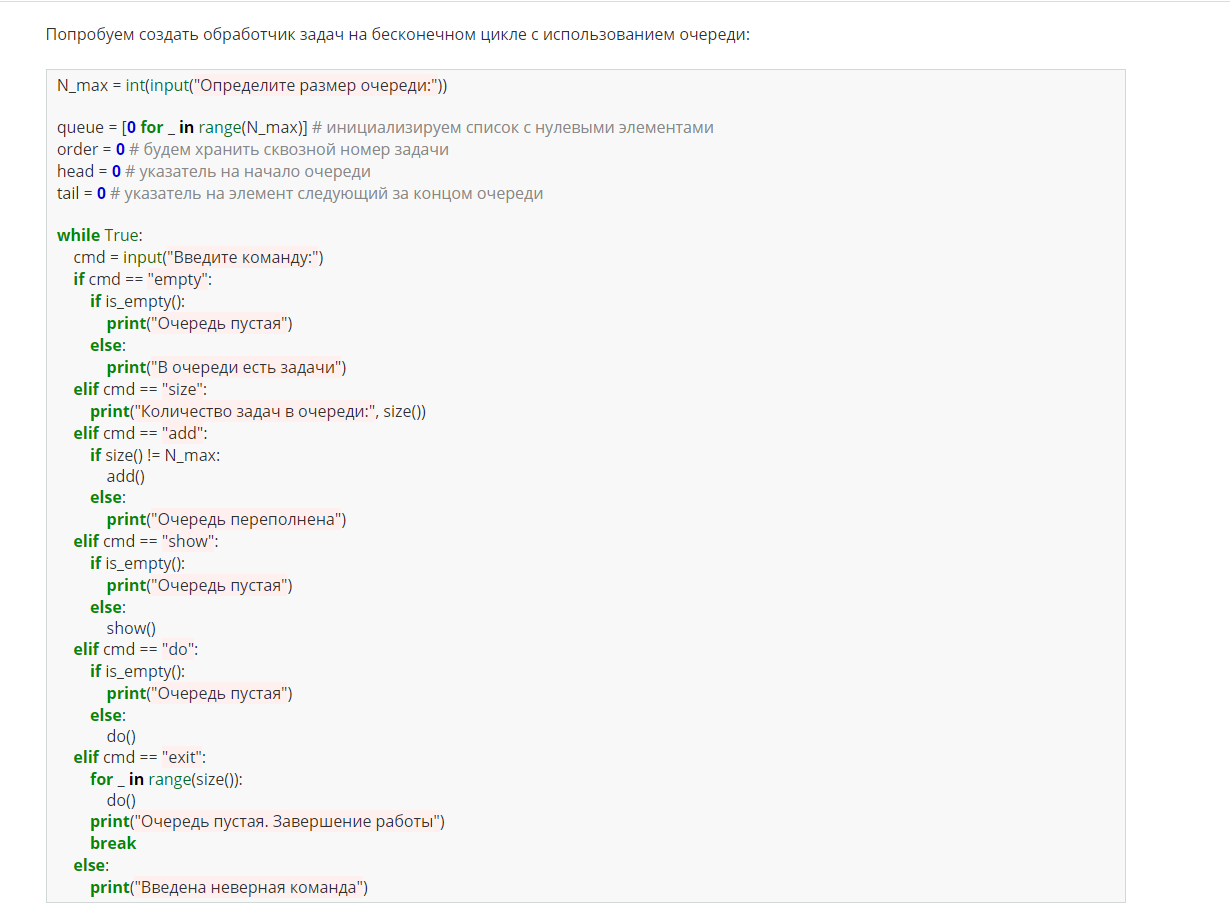 Попробуем создать обработчик задач на бесконечном цикле с использованием очереди:
N_max = int(input("Определите размер очереди:"))
queue = [0 for _ in range(N_max)] # инициализируем список с нулевыми элементами
order = 0 # будем хранить сквозной номер задачи
head = 0 # указатель на начало очереди
tail = 0 # указатель на элемент следующий за концом очереди
while True:
    cmd = input("Введите команду:")
    if cmd == "empty":
        if is_empty():
            print("Очередь пустая")
        else:
            print("В очереди есть задачи")
    elif cmd == "size":
        print("Количество задач в очереди:", size())
    elif cmd == "add":
        if size() != N_max:
            add()
        else:
            print("Очередь переполнена")
    elif cmd == "show":
        if is_empty():
            print("Очередь пустая")
        else:
            show()
    elif cmd == "do":
        if is_empty():
            print("Очередь пустая")
        else:
            do()
    elif cmd == "exit":
        for _ in range(size()):
            do()
        print("Очередь пустая. Завершение работы")
        break
    else:
        print("Введена неверная команда")